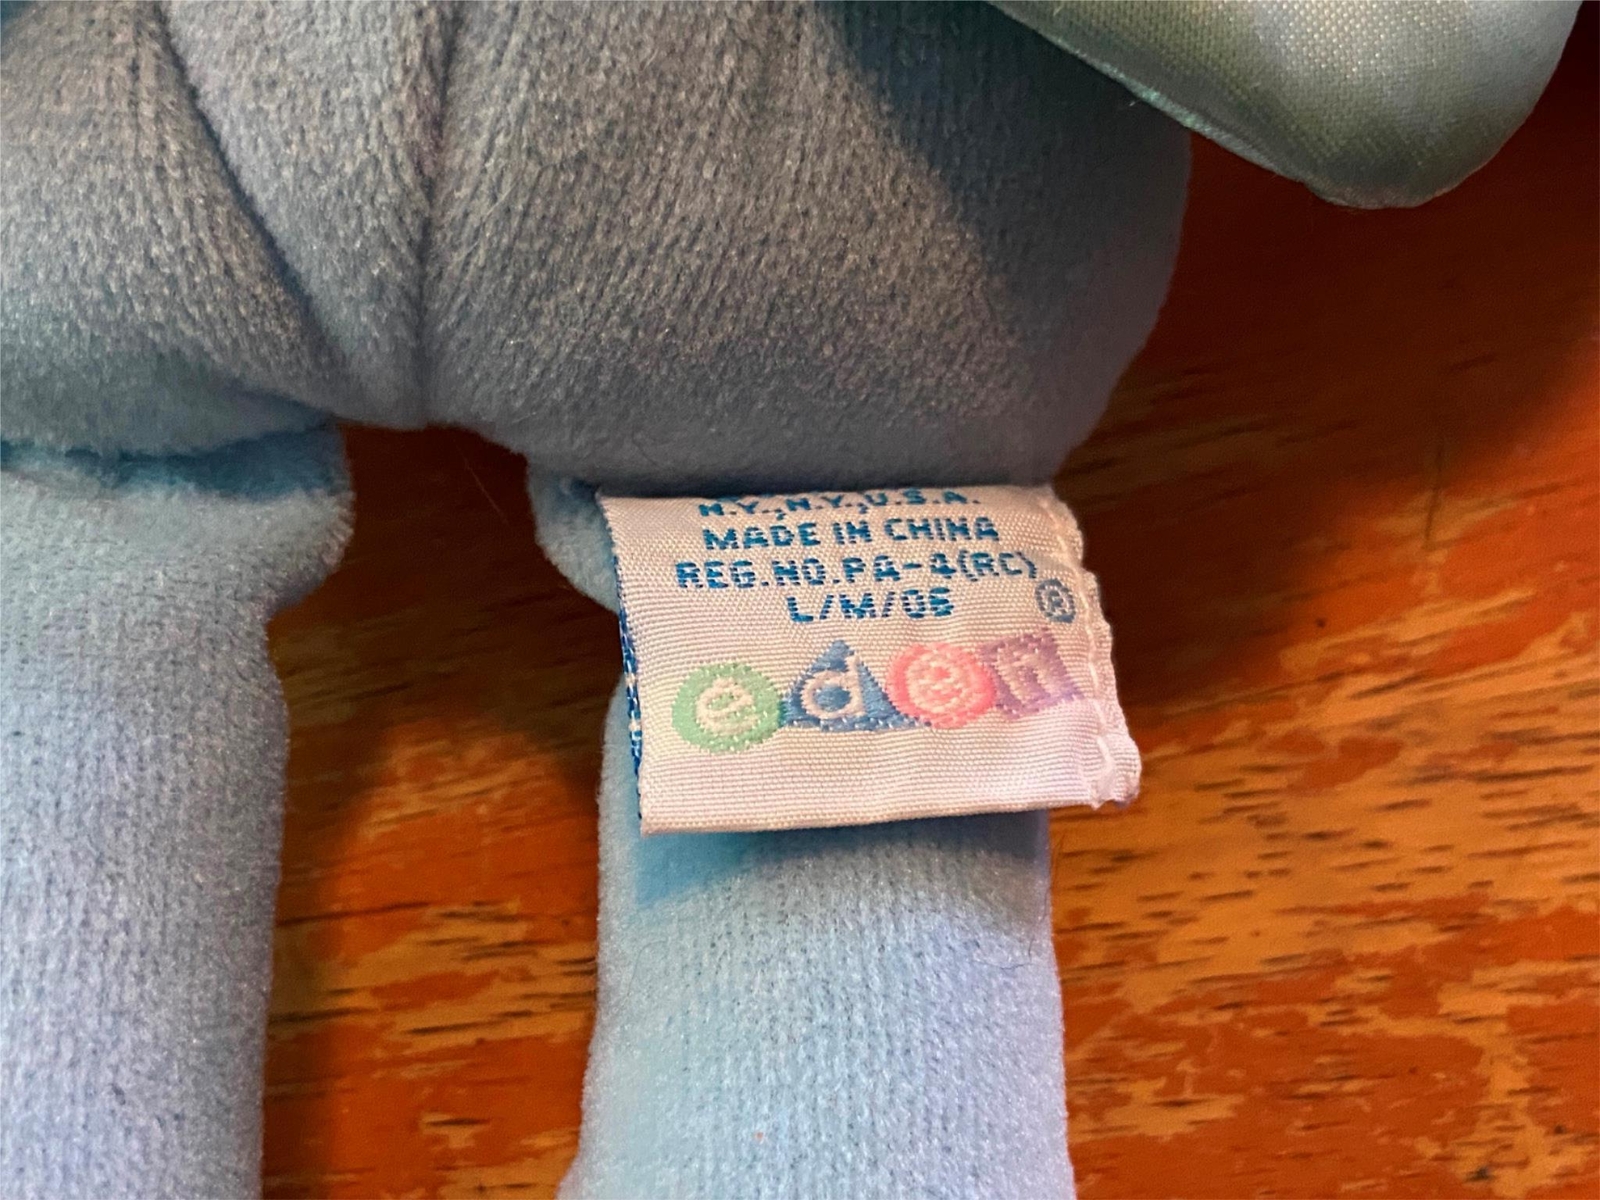 N.Y., N.Y., U.S.A.
MADE IN CHINA
REG.NO.PA-4(RC)
L/M/06
eden ®